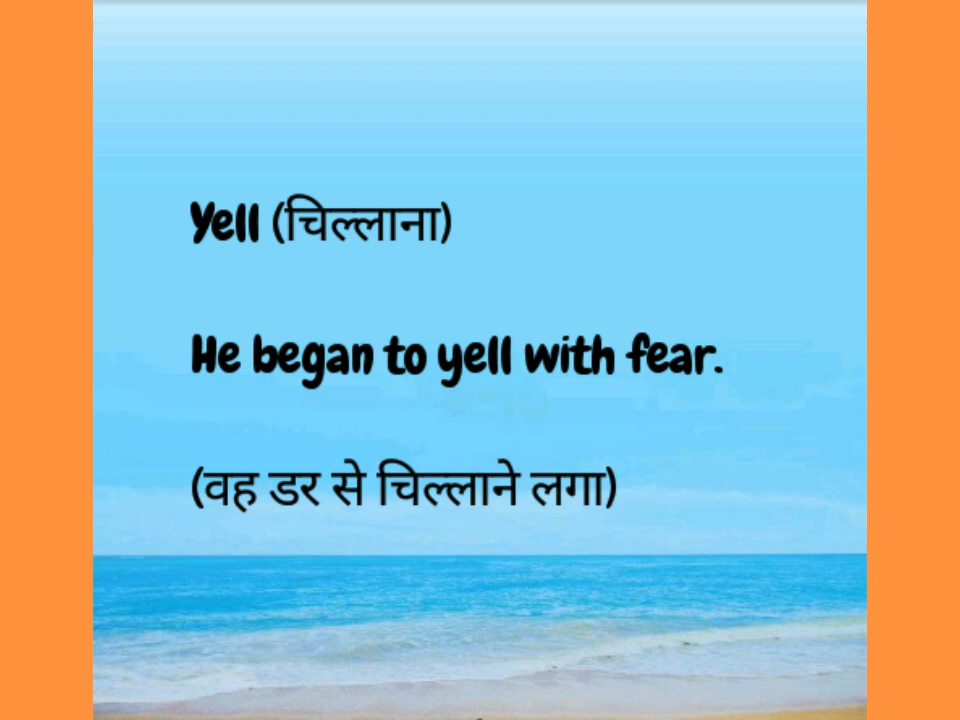 Yell (चिल्लाना)
He began to yell with fear.
(वह डर से चिल्लाने लगा)